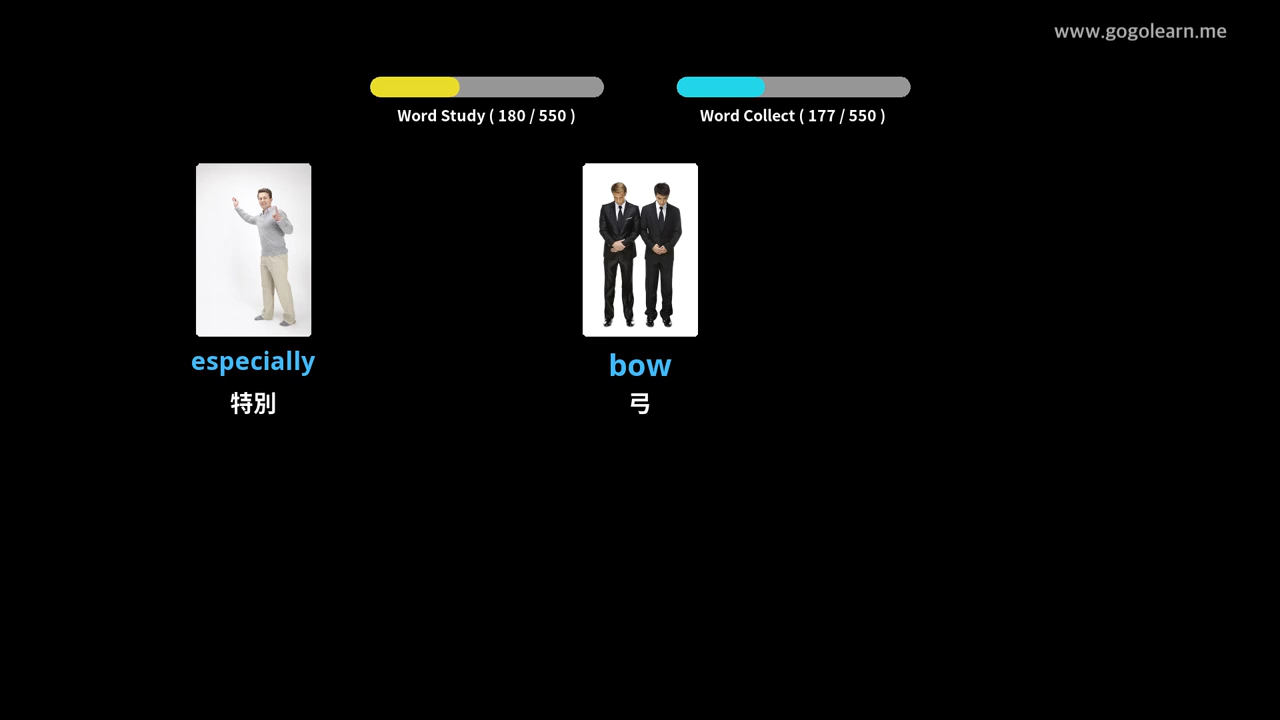 www.gogolearn.me
Word Study ( 180 / 550 )
Word Collect ( 177 / 550 )
especially
特別
bow
弓